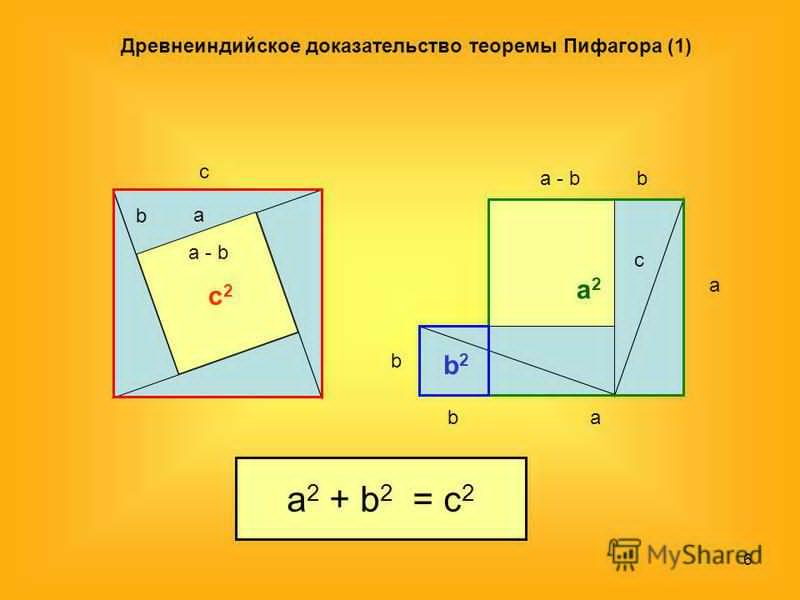 Древнеиндийское доказательство теоремы Пифагора (1)
c
b
a
a - b
c²
a - b
b
c
a
a²
b
b²
b
a
a² + b² = c²
MyShared
6